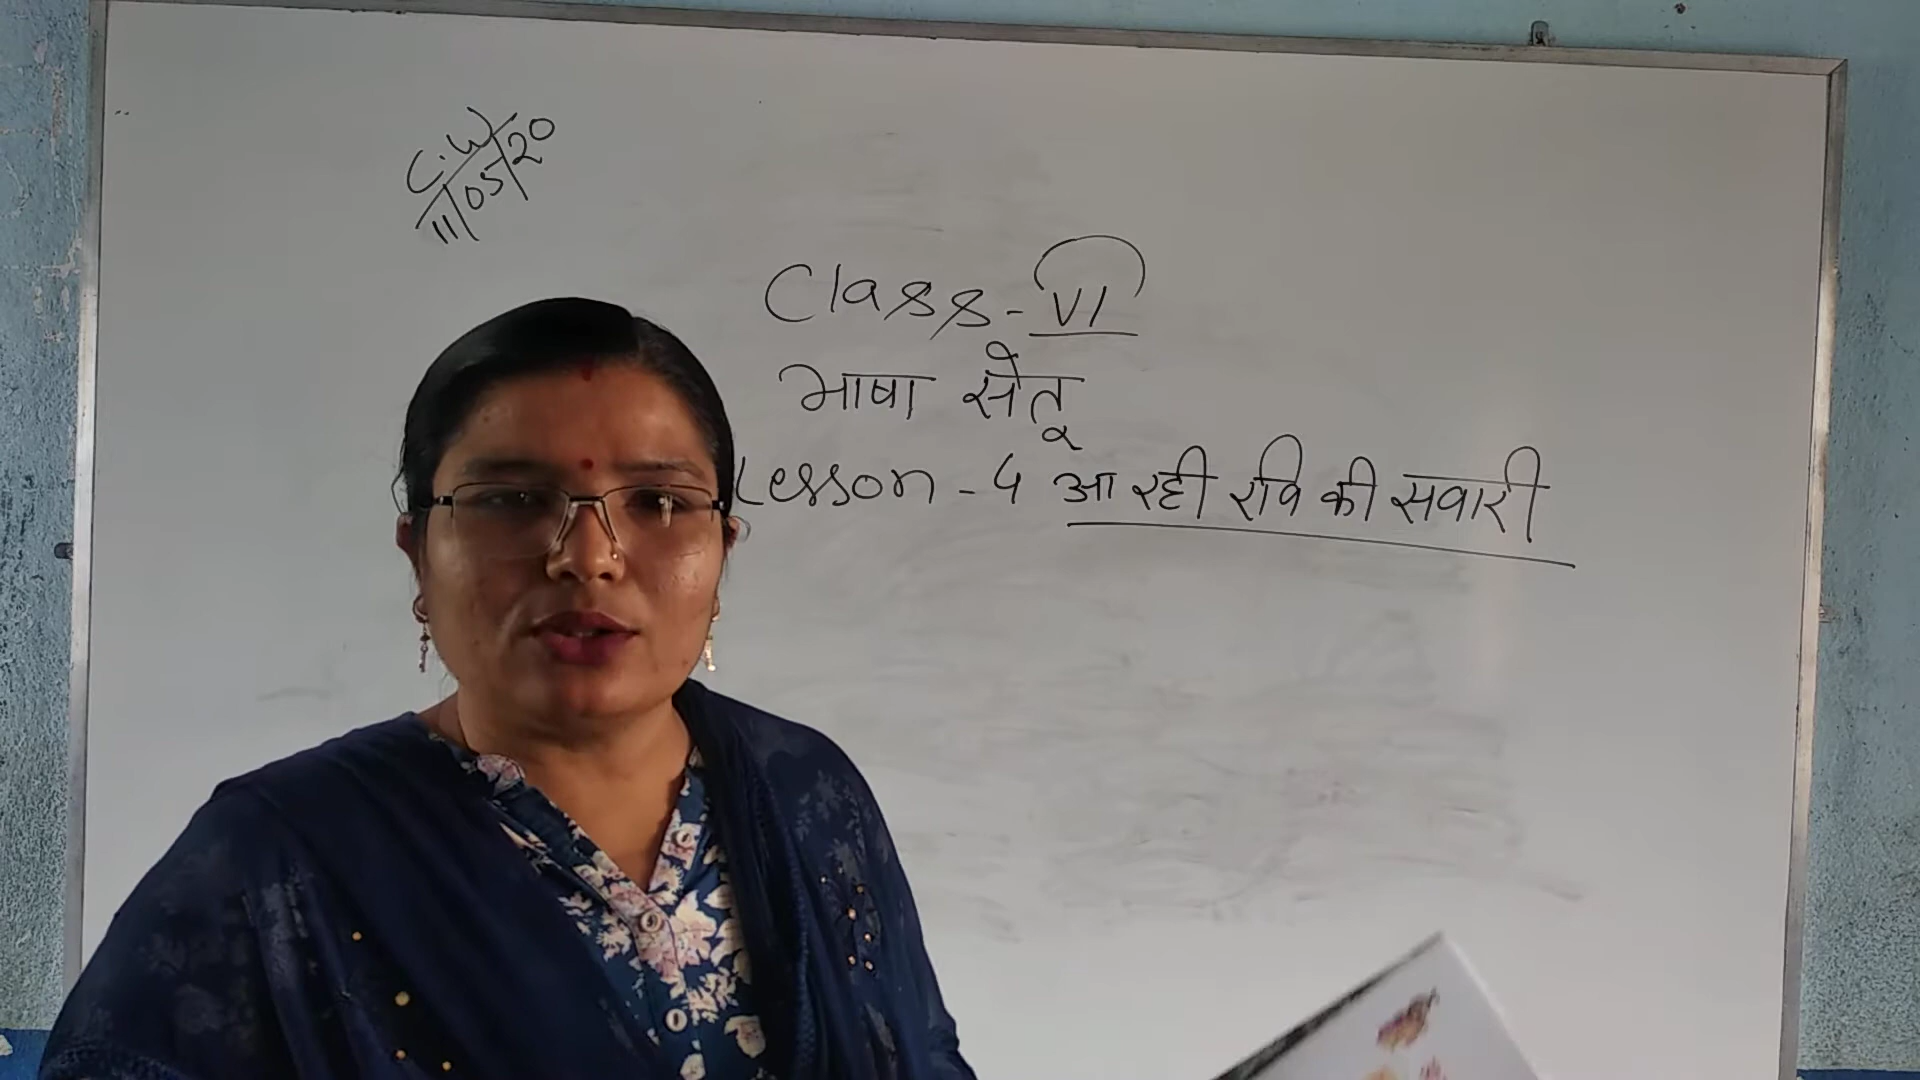 C.W
11/05/20
Class - VI
भाषा सेतू
Lesson - 4 आ रही रवि की सवारी